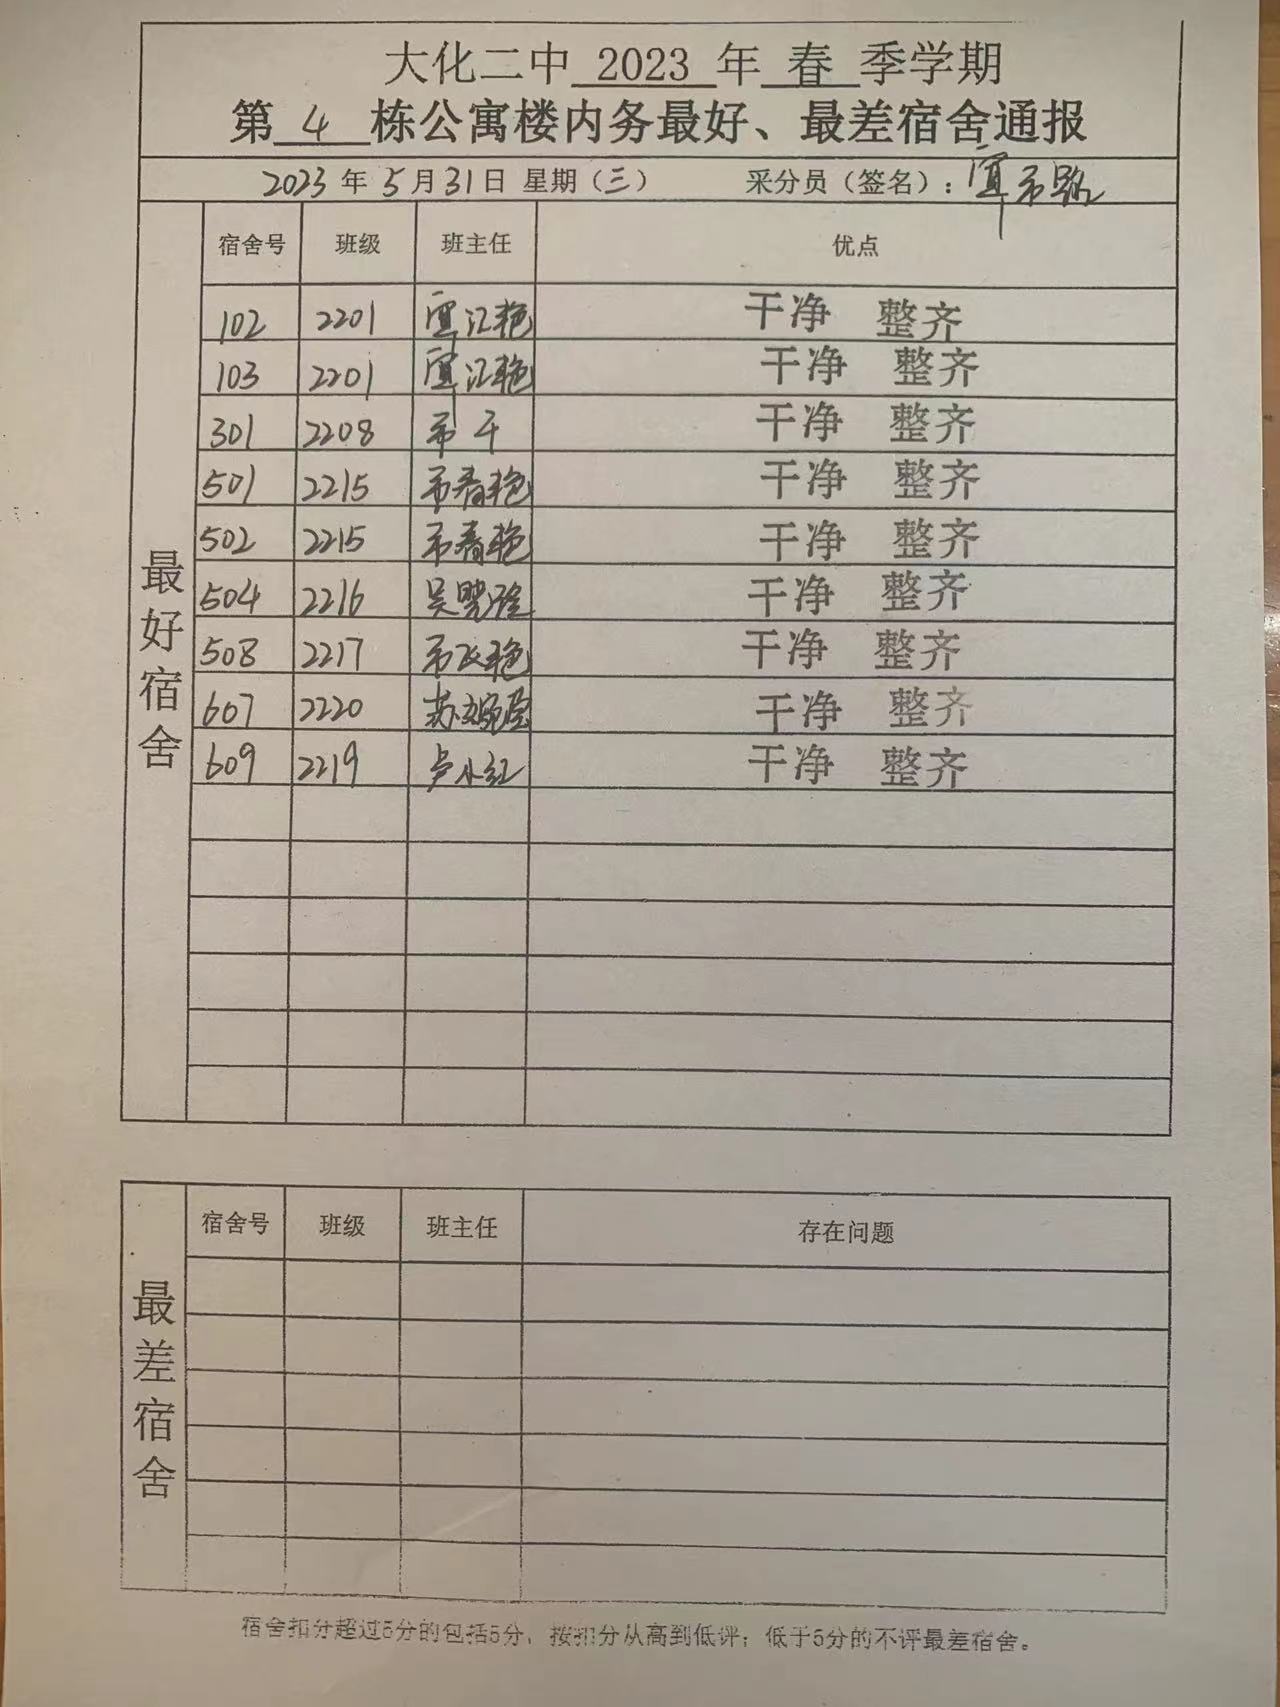 大化二中 2023 年 春 季学期
第 4 栋公寓楼内务最好、最差宿舍通报
2023 年 5 月 31 日 星期（三） 采分员（签名）：
最好宿舍
宿舍号 班级 班主任 优点
102 2201 覃江艳 干净 整齐
103 2201 覃江艳 干净 整齐
301 2208 韦 干净 整齐
501 2215 韦春艳 干净 整齐
502 2215 韦春艳 干净 整齐
504 2216 吴 干净 整齐
508 2217 韦 艳 干净 整齐
607 2220 苏 干净 整齐
609 2219 卢小红 干净 整齐
最差宿舍
宿舍号 班级 班主任 存在问题
宿舍扣分超过5分的包括5分，按扣分从高到低评；低于5分的不评最差宿舍。